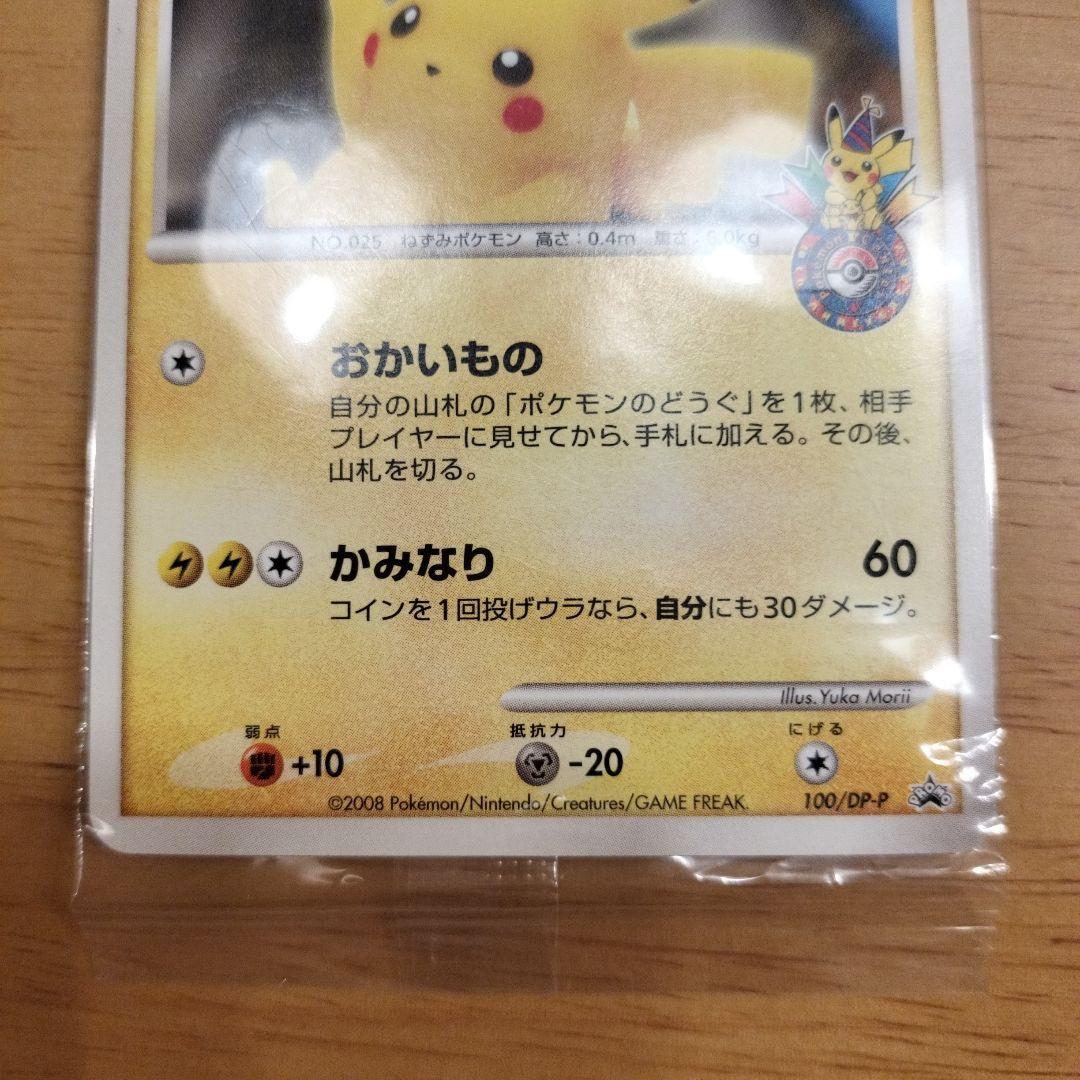 NO.025 ねずみポケモン 高さ:0.4m 重さ:6.0kg
おかいもの
自分の山札の「ポケモンのどうぐ」を1枚、相手
プレイヤーに見せてから、手札に加える。その後、
山札を切る。
かみなり 60
コインを1回投げウラなら、自分にも30ダメージ。
Illus. Yuka Morii
弱点 抵抗力 にげる
+10 -20
©2008 Pokémon/Nintendo/Creatures/GAME FREAK. 100/DP-P